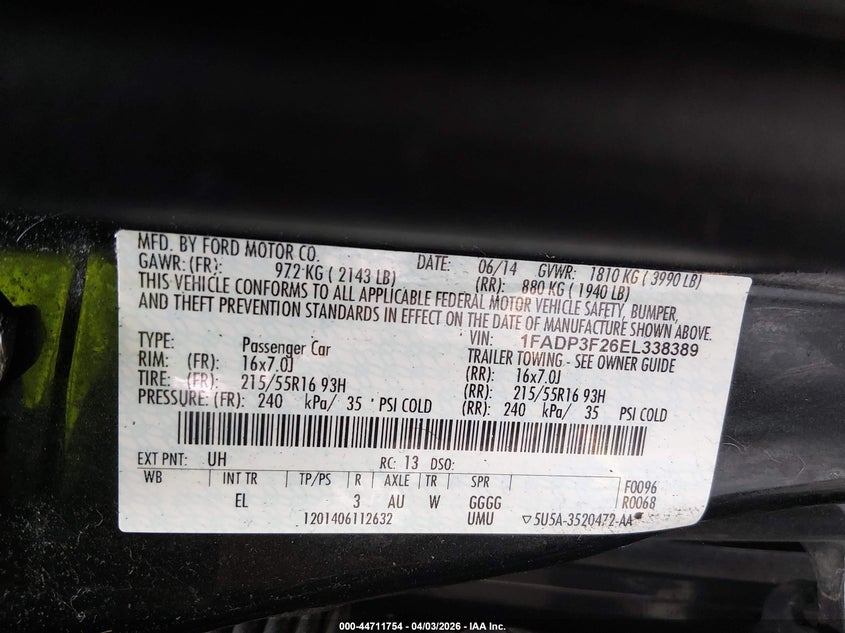 MFD. BY FORD MOTOR CO. DATE: 06/14 GVWR: 1810 KG ( 3990 LB)
GAWR: (FR): 972 KG ( 2143 LB) (RR): 880 KG ( 1940 LB)
THIS VEHICLE CONFORMS TO ALL APPLICABLE FEDERAL MOTOR VEHICLE SAFETY, BUMPER,
AND THEFT PREVENTION STANDARDS IN EFFECT ON THE DATE OF MANUFACTURE SHOWN ABOVE.
VIN: 1FADP3F26EL338389
TYPE: Passenger Car TRAILER TOWING - SEE OWNER GUIDE
RIM: (FR): 16x7.0J (RR): 16x7.0J
TIRE: (FR): 215/55R16 93H (RR): 215/55R16 93H
PRESSURE: (FR): 240 kPa/ 35 PSI COLD (RR): 240 kPa/ 35 PSI COLD
EXT PNT: UH RC: 13 DSO:
WB INT TR TP/PS R AXLE TR SPR F0096
EL 3 AU W GGGG R0068
1201406112632 UMU ▽5U5A-3520472-AA
000-44711754 - 04/03/2026 - IAA Inc.